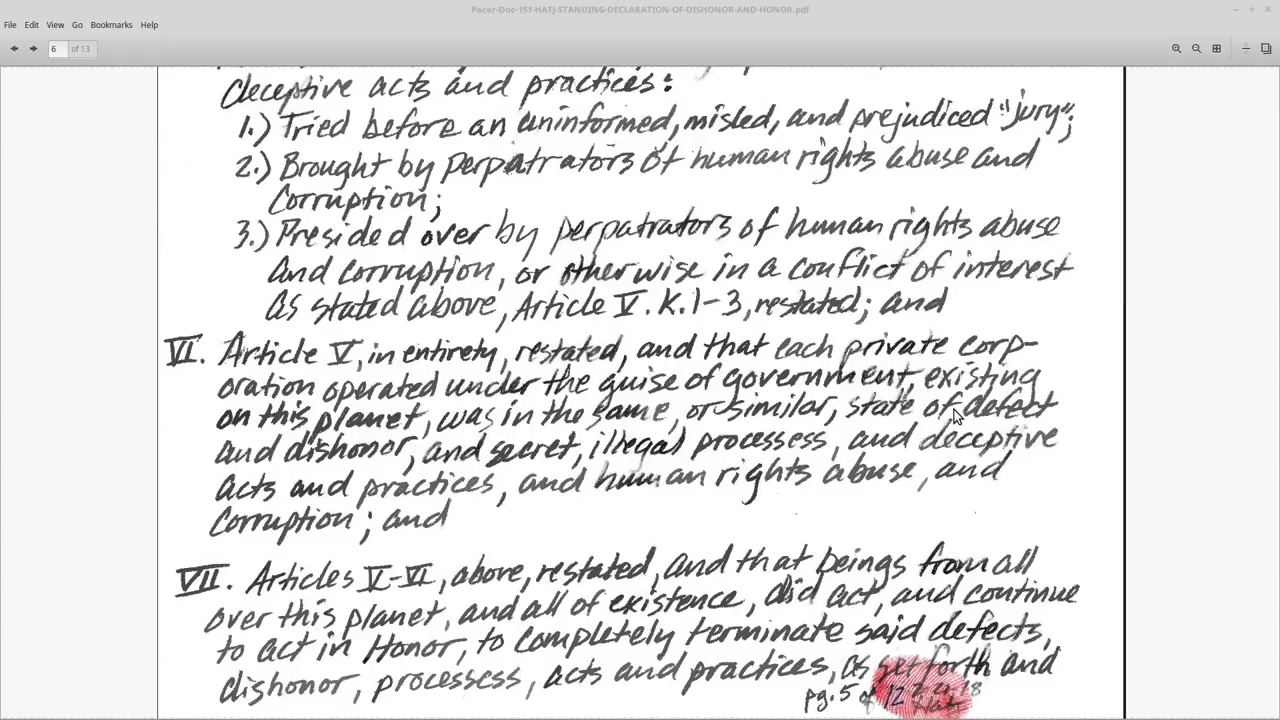 Pacer-Doc-151-HATJ-STANDING-DECLARATION-OF-DISHONOR-AND-HONOR.pdf
File Edit View Go Bookmarks Help
6 of 13
deceptive acts and practices:
1.) Tried before an uninformed, misled, and prejudiced "jury";
2.) Brought by perpatrators of human rights abuse and
Corruption;
3.) Presided over by perpatrators of human rights abuse
and corruption, or otherwise in a conflict of interest
as stated above, Article V. K.1-3, restated; and
VI. Article V, in entirety, restated, and that each private corp-
oration operated under the guise of government, existing
on this planet, was in the same, or similar, state of defect
and dishonor, and secret, illegal processess, and deceptive
acts and practices, and human rights abuse, and
Corruption; and
VII. Articles V-VI, above, restated, and that beings from all
over this planet, and all of existence, did act, and continue
to act in Honor, to completely terminate said defects,
dishonor, processess, acts and practices, as set forth and
pg. 5 of 12